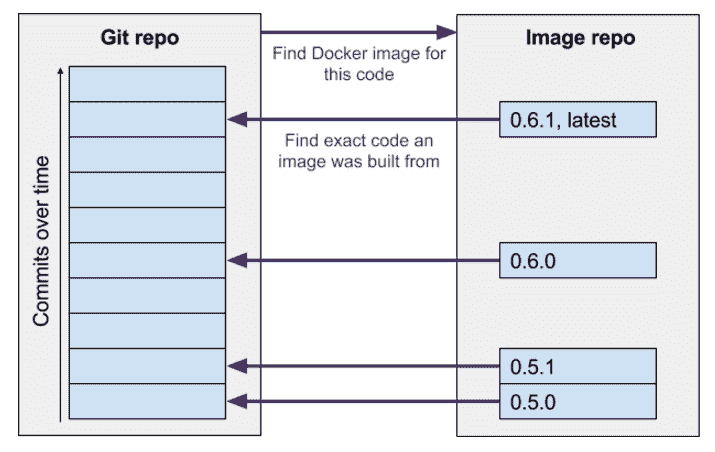 Git repo
Find Docker image for
this code
Image repo
0.6.1, latest
Find exact code an
image was built from
Commits over time
0.6.0
0.5.1
0.5.0